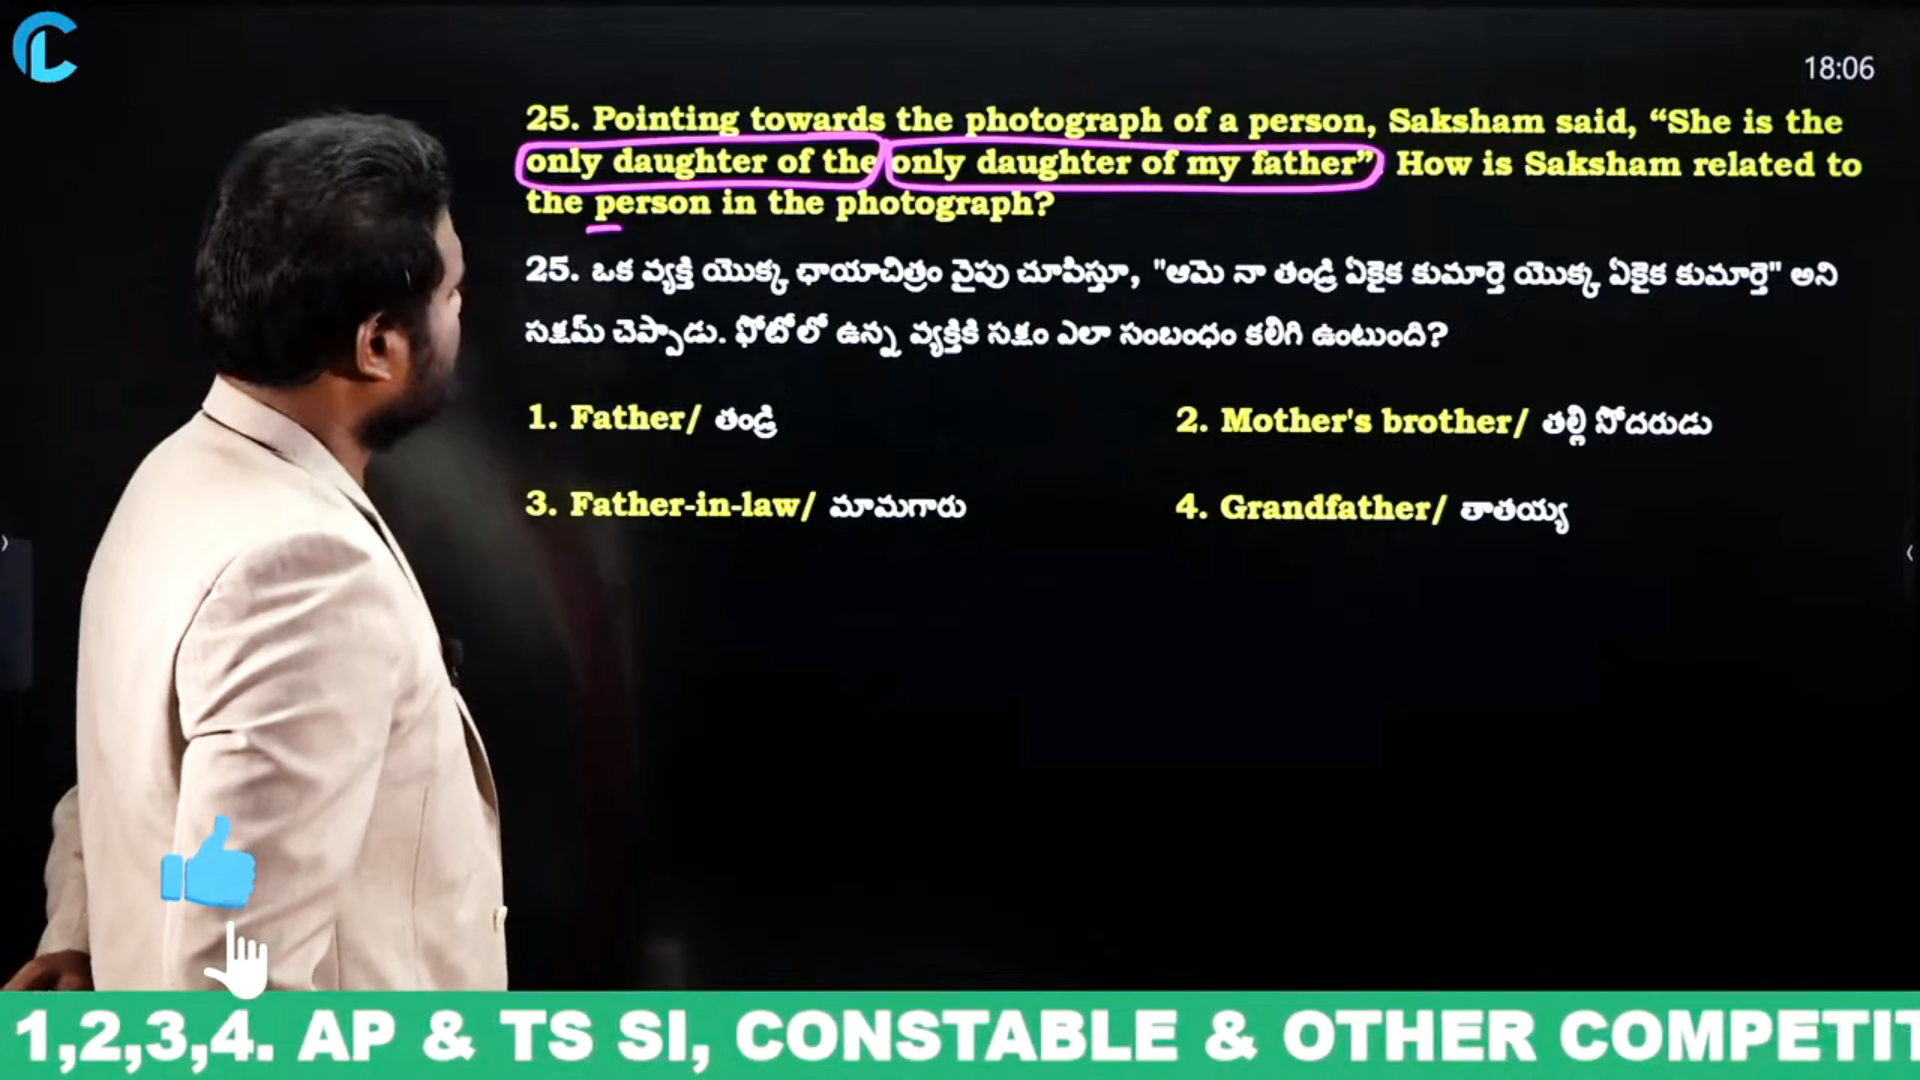 18:06
25. Pointing towards the photograph of a person, Saksham said, “She is the
only daughter of the only daughter of my father”. How is Saksham related to
the person in the photograph?
25. ఒక వ్యక్తి యొక్క ఛాయాచిత్రం వైపు చూపిస్తూ, "ఆమె నా తండ్రి ఏకైక కుమార్తె యొక్క ఏకైక కుమార్తె" అని
సక్షమ్ చెప్పాడు. ఫోటోలో ఉన్న వ్యక్తికి సక్షం ఎలా సంబంధం కలిగి ఉంటుంది?
1. Father/ తండ్రి
2. Mother's brother/ తల్లి సోదరుడు
3. Father-in-law/ మామగారు
4. Grandfather/ తాతయ్య
1,2,3,4. AP & TS SI, CONSTABLE & OTHER COMPETIT